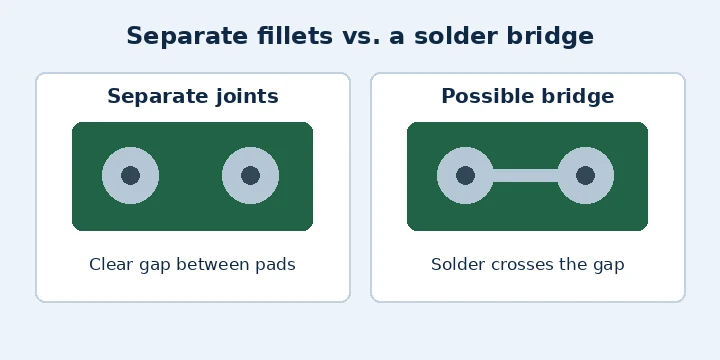 Separate fillets vs. a solder bridge
Separate joints
Clear gap between pads
Possible bridge
Solder crosses the gap